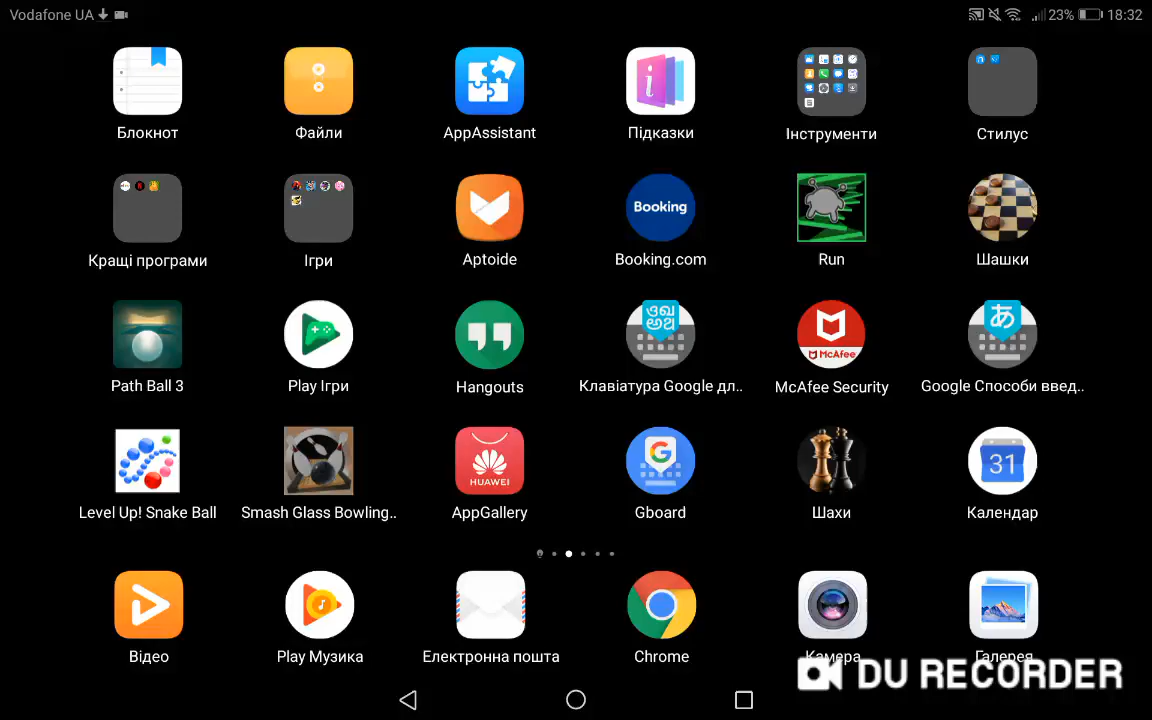 Vodafone UA 23% 18:32
Блокнот Файли AppAssistant Підказки Інструменти Стилус
Booking
Кращі програми Ігри Aptoide Booking.com Run Шашки
ওখ あ
अथ McAfee
Path Ball 3 Play Ігри Hangouts Клавіатура Google дл.. McAfee Security Google Способи введ..
G 31
HUAWEI
Level Up! Snake Ball Smash Glass Bowling.. AppGallery Gboard Шахи Календар
Відео Play Музика Електронна пошта Chrome Камера Галерея
DU RECORDER